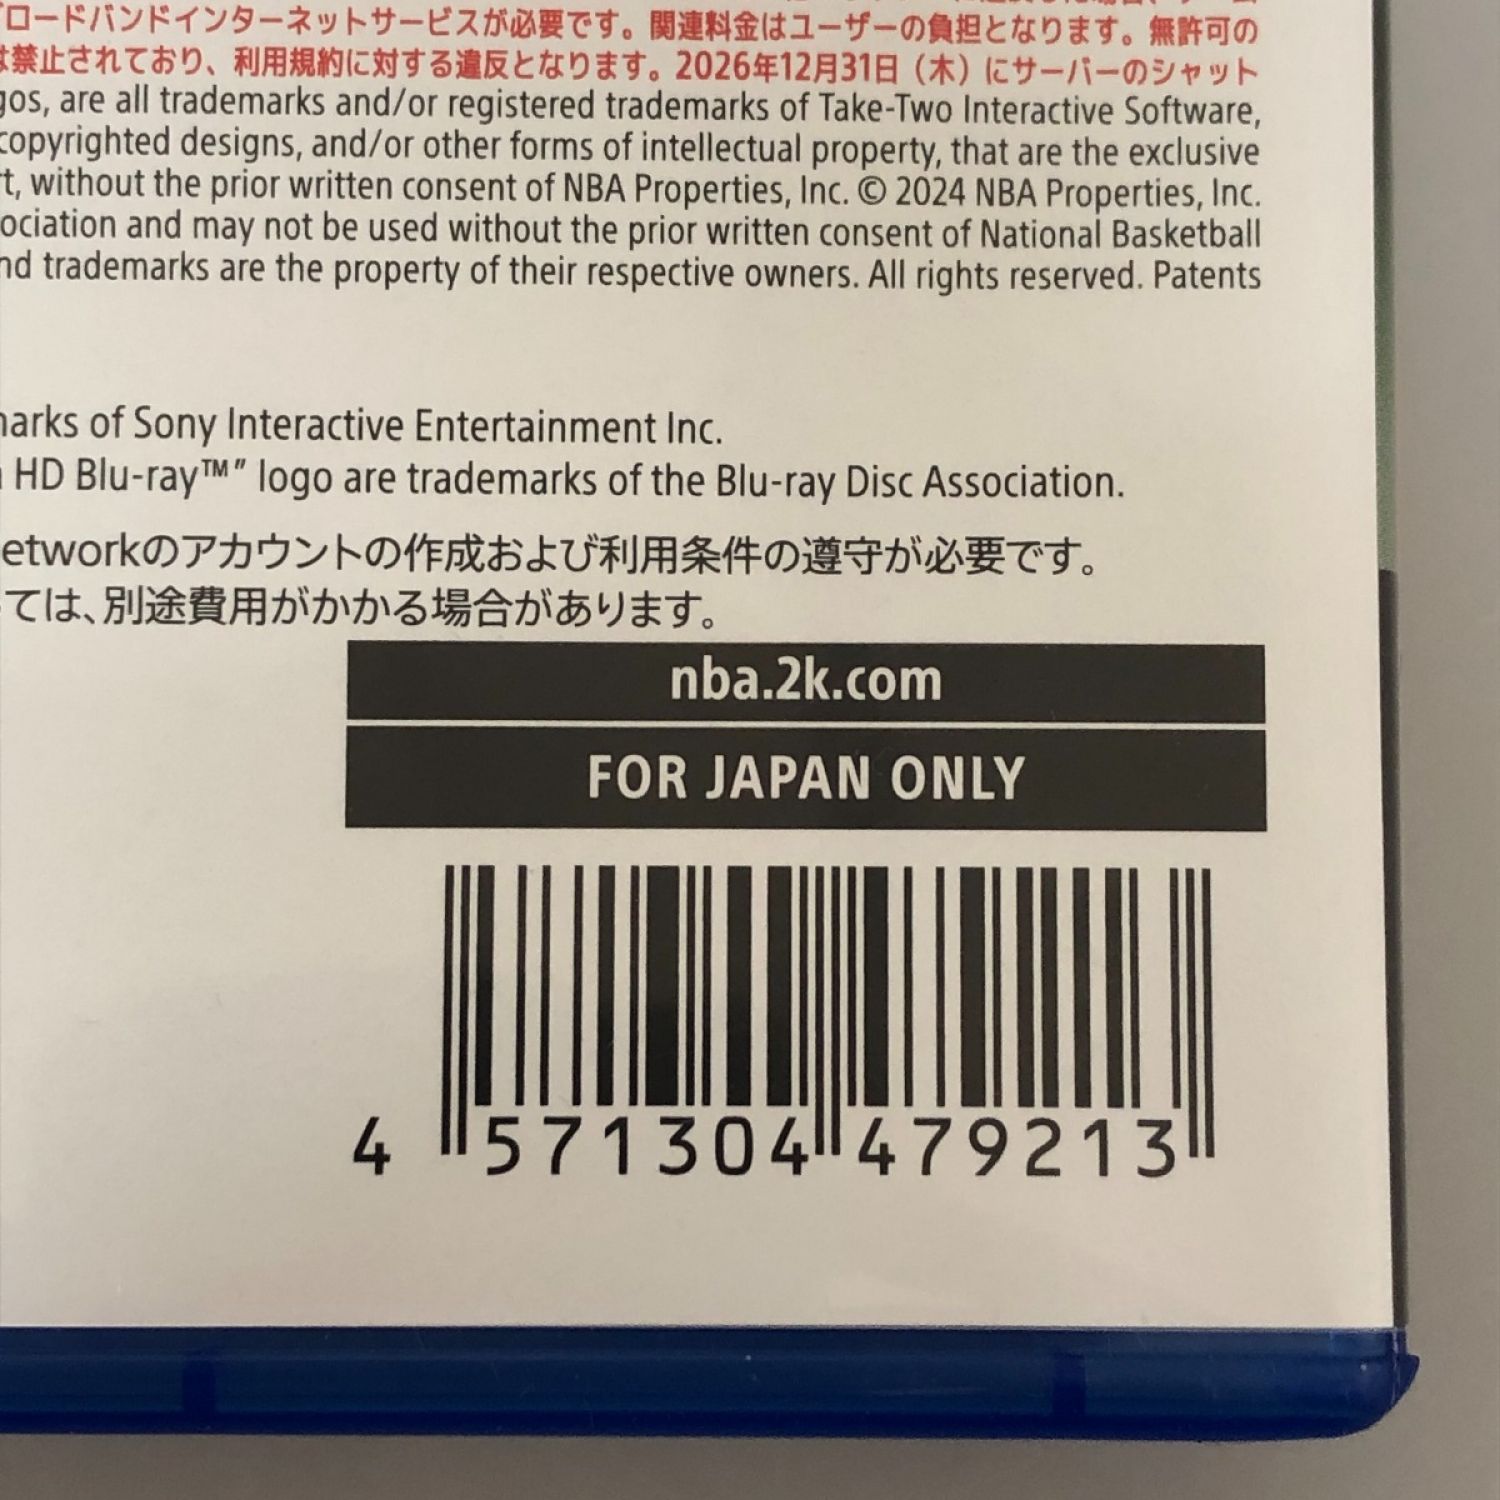 ロードバンドインターネットサービスが必要です。関連料金はユーザーの負担となります。無許可の
は禁止されており、利用規約に対する違反となります。2026年12月31日（木）にサーバーのシャット
gos, are all trademarks and/or registered trademarks of Take-Two Interactive Software,
copyrighted designs, and/or other forms of intellectual property, that are the exclusive
t, without the prior written consent of NBA Properties, Inc. © 2024 NBA Properties, Inc.
ociation and may not be used without the prior written consent of National Basketball
nd trademarks are the property of their respective owners. All rights reserved. Patents
marks of Sony Interactive Entertainment Inc.
HD Blu-ray™” logo are trademarks of the Blu-ray Disc Association.
etworkのアカウントの作成および利用条件の遵守が必要です。
ては、別途費用がかかる場合があります。
nba.2k.com
FOR JAPAN ONLY
4 571304 479213